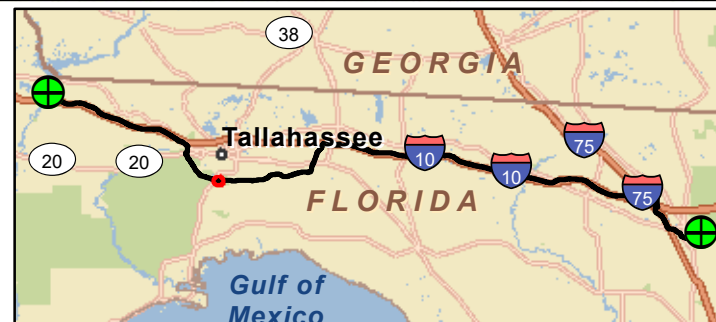 38
GEORGIA
Tallahassee
75
10
20
20
10
75
FLORIDA
Gulf of
Mexico